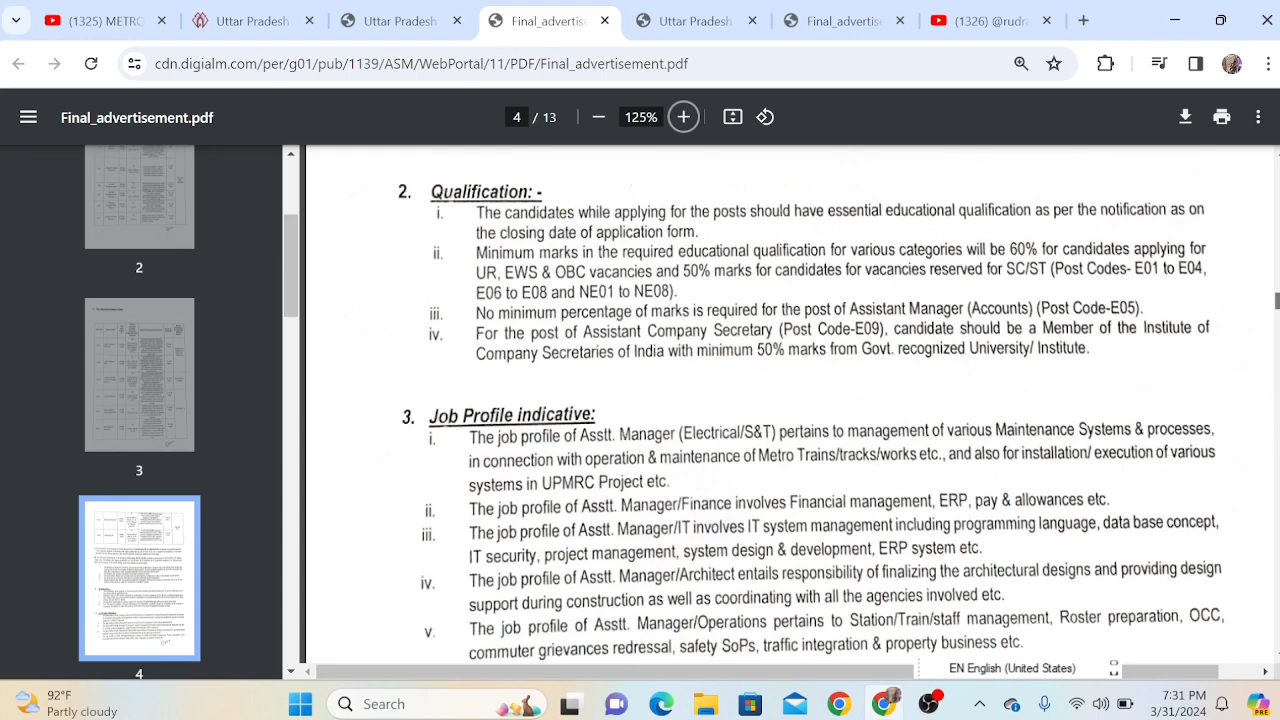 (1325) METRO
Uttar Pradesh
Uttar Pradesh
Final_advertise
Uttar Pradesh
Final_advertise
(1326) @rudra
cdn.digialm.com/per/g01/pub/1139/ASM/WebPortal/11/PDF/Final_advertisement.pdf
Final_advertisement.pdf
4 / 13
125%
2
3
4
2. Qualification: -
i. The candidates while applying for the posts should have essential educational qualification as per the notification as on
the closing date of application form.
ii. Minimum marks in the required educational qualification for various categories will be 60% for candidates applying for
UR, EWS & OBC vacancies and 50% marks for candidates for vacancies reserved for SC/ST (Post Codes- E01 to E04,
E06 to E08 and NE01 to NE08).
iii. No minimum percentage of marks is required for the post of Assistant Manager (Accounts) (Post Code-E05).
iv. For the post of Assistant Company Secretary (Post Code-E09), candidate should be a Member of the Institute of
Company Secretaries of India with minimum 50% marks from Govt. recognized University/ Institute.
3. Job Profile indicative:
i. The job profile of Asstt. Manager (Electrical/S&T) pertains to management of various Maintenance Systems & processes,
in connection with operation & maintenance of Metro Trains/tracks/works etc., and also for installation/ execution of various
systems in UPMRC Project etc.
ii. The job profile of Asstt. Manager/Finance involves Financial management, ERP, pay & allowances etc.
iii. The job profile of Asstt. Manager/IT involves IT system management including programming language, data base concept,
IT security, project management, system design & development, ERP system etc.
iv. The job profile of Asstt. Manager/Architect entails responsibility of finalizing the architectural designs and providing design
support during construction as well as coordinating with all the agencies involved etc.
v. The job profile of Asstt. Manager/Operations pertains to Station/Train/staff management, Roster preparation, OCC,
commuter grievances redressal, safety SoPs, traffic integration & property business etc.
EN English (United States)
92°F
Partly cloudy
Search
7:31 PM
3/31/2024
PRE